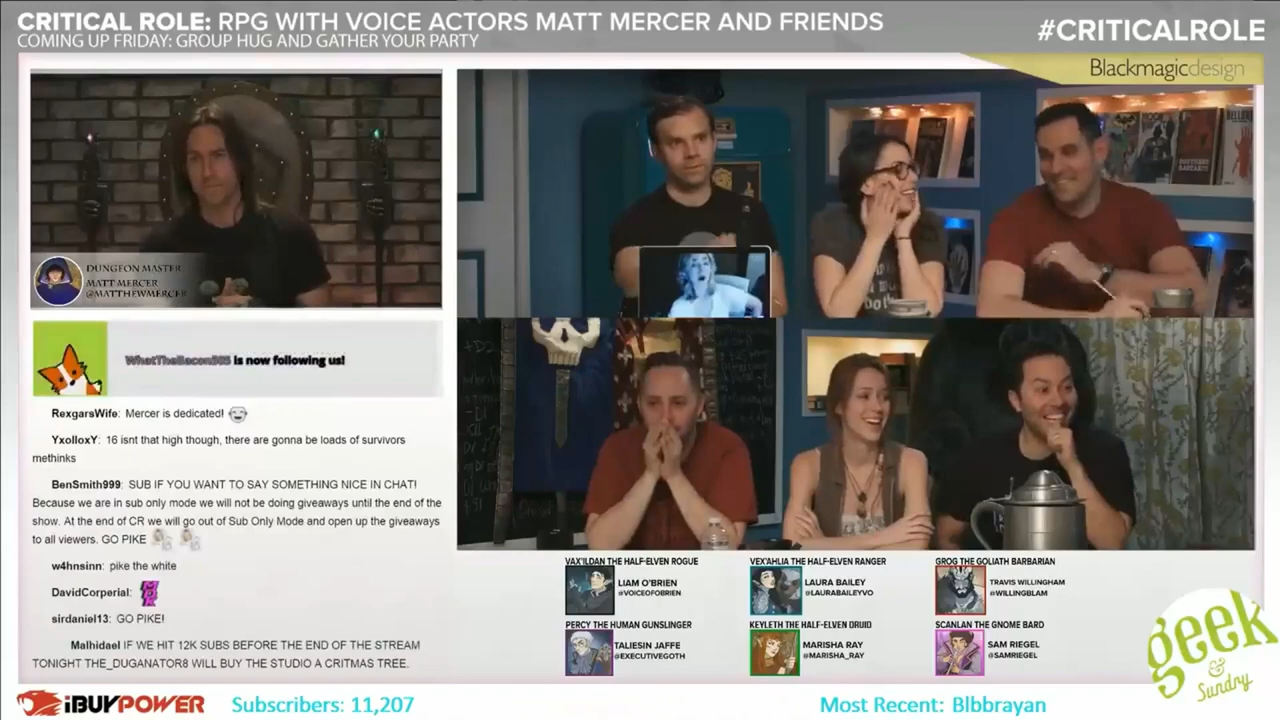 CRITICAL ROLE: RPG WITH VOICE ACTORS MATT MERCER AND FRIENDS
COMING UP FRIDAY: GROUP HUG AND GATHER YOUR PARTY
#CRITICALROLE
Blackmagicdesign
DUNGEON MASTER
MATT MERCER
@MATTHEWMERCER
WhatTheBacon505 is now following us!
RexgarsWife: Mercer is dedicated!
YxolloxY: 16 isnt that high though, there are gonna be loads of survivors
methinks
BenSmith999: SUB IF YOU WANT TO SAY SOMETHING NICE IN CHAT!
Because we are in sub only mode we will not be doing giveaways until the end of the
show. At the end of CR we will go out of Sub Only Mode and open up the giveaways
to all viewers. GO PIKE
w4hnsinn: pike the white
DavidCorperial:
sirdaniel13: GO PIKE!
Malhidael IF WE HIT 12K SUBS BEFORE THE END OF THE STREAM
TONIGHT THE_DUGANATOR8 WILL BUY THE STUDIO A CRITMAS TREE.
VAX'ILDAN THE HALF-ELVEN ROGUE
LIAM O'BRIEN
@VOICEOFOBRIEN
VEX'AHLIA THE HALF-ELVEN RANGER
LAURA BAILEY
@LAURABAILEYVO
GROG THE GOLIATH BARBARIAN
TRAVIS WILLINGHAM
@WILLINGBLAM
PERCY THE HUMAN GUNSLINGER
TALIESIN JAFFE
@EXECUTIVEGOTH
KEYLETH THE HALF-ELVEN DRUID
MARISHA RAY
@MARISHA_RAY
SCANLAN THE GNOME BARD
SAM RIEGEL
@SAMRIEGEL
geek
&
Sundry
iBUYPOWER
Subscribers: 11,207
Most Recent: Blbbrayan